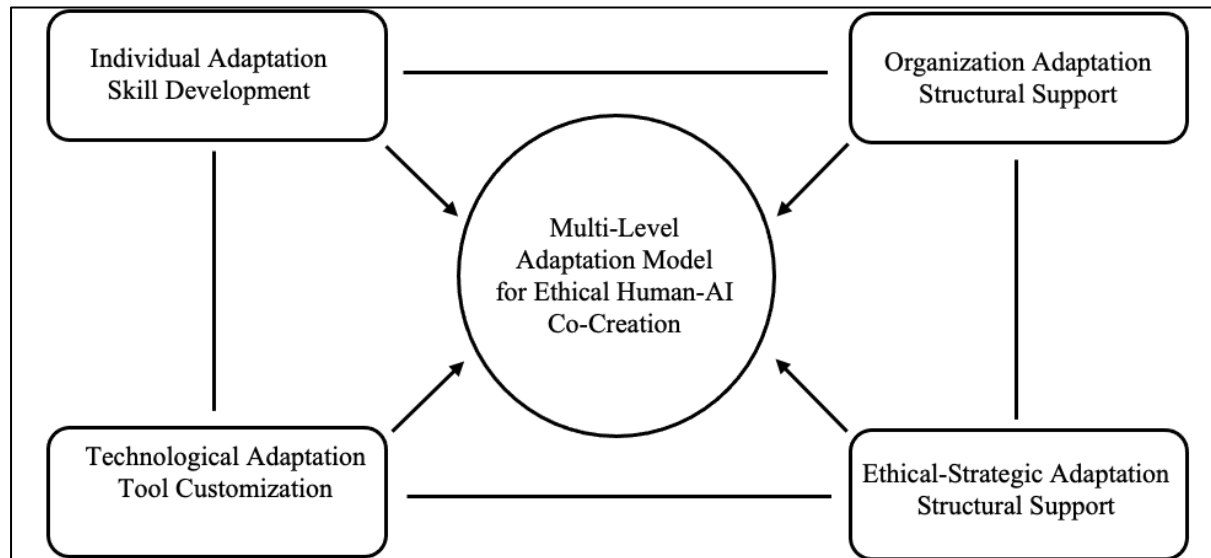 Individual Adaptation
Skill Development
Organization Adaptation
Structural Support
Multi-Level
Adaptation Model
for Ethical Human-AI
Co-Creation
Technological Adaptation
Tool Customization
Ethical-Strategic Adaptation
Structural Support